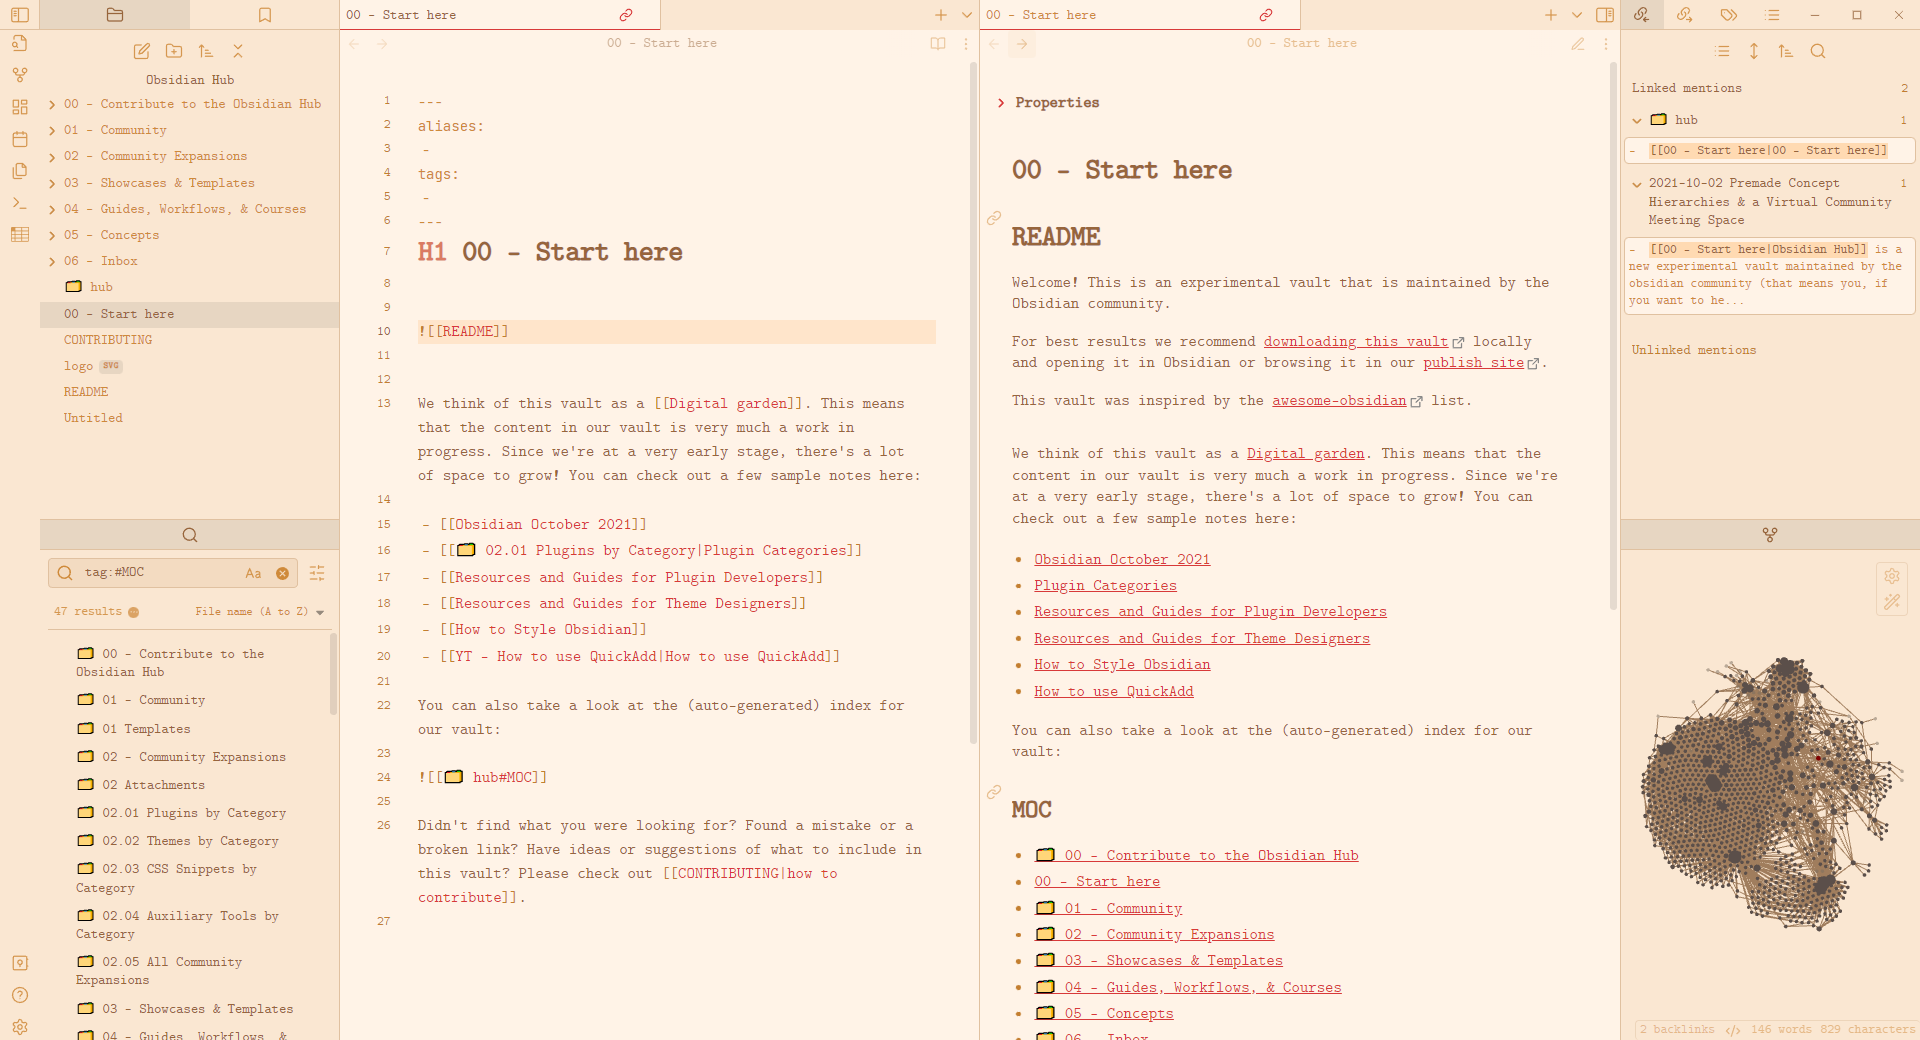 Obsidian Hub
00 - Contribute to the Obsidian Hub
01 - Community
02 - Community Expansions
03 - Showcases & Templates
04 - Guides, Workflows, & Courses
05 - Concepts
06 - Inbox
hub
00 - Start here
CONTRIBUTING
logo SVG
README
Untitled
tag:#MOC Aa
47 results File name (A to Z)
00 - Contribute to the
Obsidian Hub
01 - Community
01 Templates
02 - Community Expansions
02 Attachments
02.01 Plugins by Category
02.02 Themes by Category
02.03 CSS Snippets by
Category
02.04 Auxiliary Tools by
Category
02.05 All Community
Expansions
03 - Showcases & Templates
04 - Guides, Workflows, &
00 - Start here
00 - Start here
1 ---
2 aliases:
3 -
4 tags:
5 -
6 ---
7 H1 00 - Start here
8
9
10 ![[README]]
11
12
13 We think of this vault as a [[Digital garden]]. This means
that the content in our vault is very much a work in
progress. Since we're at a very early stage, there's a lot
of space to grow! You can check out a few sample notes here:
14
15 - [[Obsidian October 2021]]
16 - [[🗂️ 02.01 Plugins by Category|Plugin Categories]]
17 - [[Resources and Guides for Plugin Developers]]
18 - [[Resources and Guides for Theme Designers]]
19 - [[How to Style Obsidian]]
20 - [[YT - How to use QuickAdd|How to use QuickAdd]]
21
22 You can also take a look at the (auto-generated) index for
our vault:
23
24 ![[🗂️ hub#MOC]]
25
26 Didn't find what you were looking for? Found a mistake or a
broken link? Have ideas or suggestions of what to include in
this vault? Please check out [[CONTRIBUTING|how to
contribute]].
27
00 - Start here
00 - Start here
Properties
00 - Start here
README
Welcome! This is an experimental vault that is maintained by the
Obsidian community.
For best results we recommend downloading this vault locally
and opening it in Obsidian or browsing it in our publish site.
This vault was inspired by the awesome-obsidian list.
We think of this vault as a Digital garden. This means that the
content in our vault is very much a work in progress. Since we're
at a very early stage, there's a lot of space to grow! You can
check out a few sample notes here:
Obsidian October 2021
Plugin Categories
Resources and Guides for Plugin Developers
Resources and Guides for Theme Designers
How to Style Obsidian
How to use QuickAdd
You can also take a look at the (auto-generated) index for our
vault:
MOC
00 - Contribute to the Obsidian Hub
00 - Start here
01 - Community
02 - Community Expansions
03 - Showcases & Templates
04 - Guides, Workflows, & Courses
05 - Concepts
06 - Inbox
Linked mentions 2
hub 1
- [[00 - Start here|00 - Start here]]
2021-10-02 Premade Concept 1
Hierarchies & a Virtual Community
Meeting Space
- [[00 - Start here|Obsidian Hub]] is a
new experimental vault maintained by the
obsidian community (that means you, if
you want to he...
Unlinked mentions
2 backlinks 146 words 829 characters